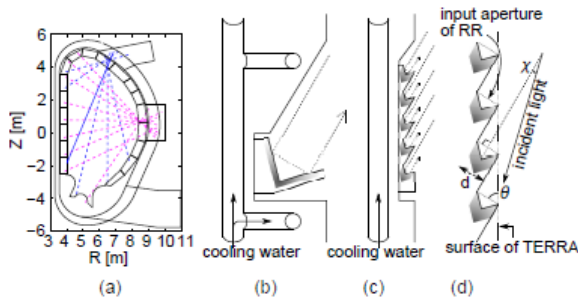 Z [m]
6
4
2
0
−2
−4
−6
3 4 5 6 7 8 9 10 11
R [m]
cooling water
cooling water
input aperture
of RR
χ
Incident light
d
θ
surface of TERRA
(a)
(b)
(c)
(d)